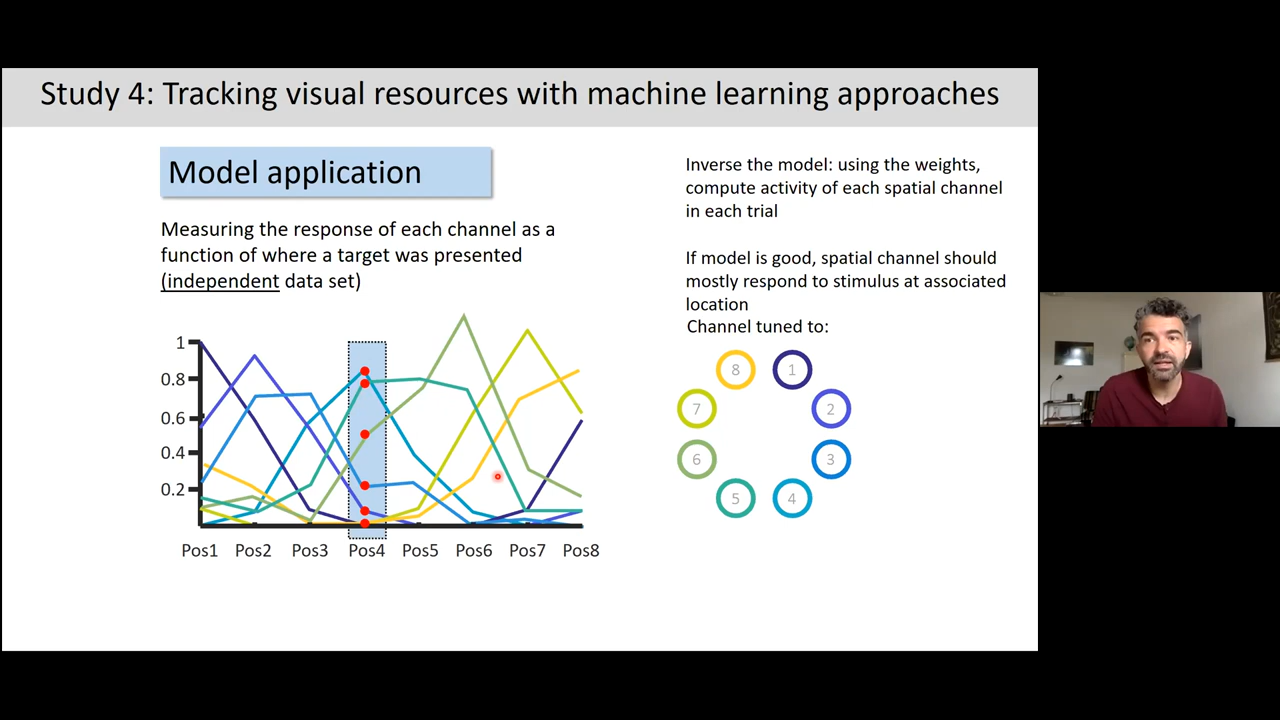 Study 4: Tracking visual resources with machine learning approaches
Model application
Measuring the response of each channel as a
function of where a target was presented
(independent data set)
1
0.8
0.6
0.4
0.2
Pos1 Pos2 Pos3 Pos4 Pos5 Pos6 Pos7 Pos8
Inverse the model: using the weights,
compute activity of each spatial channel
in each trial
If model is good, spatial channel should
mostly respond to stimulus at associated
location
Channel tuned to:
8 1
7 2
6 3
5 4